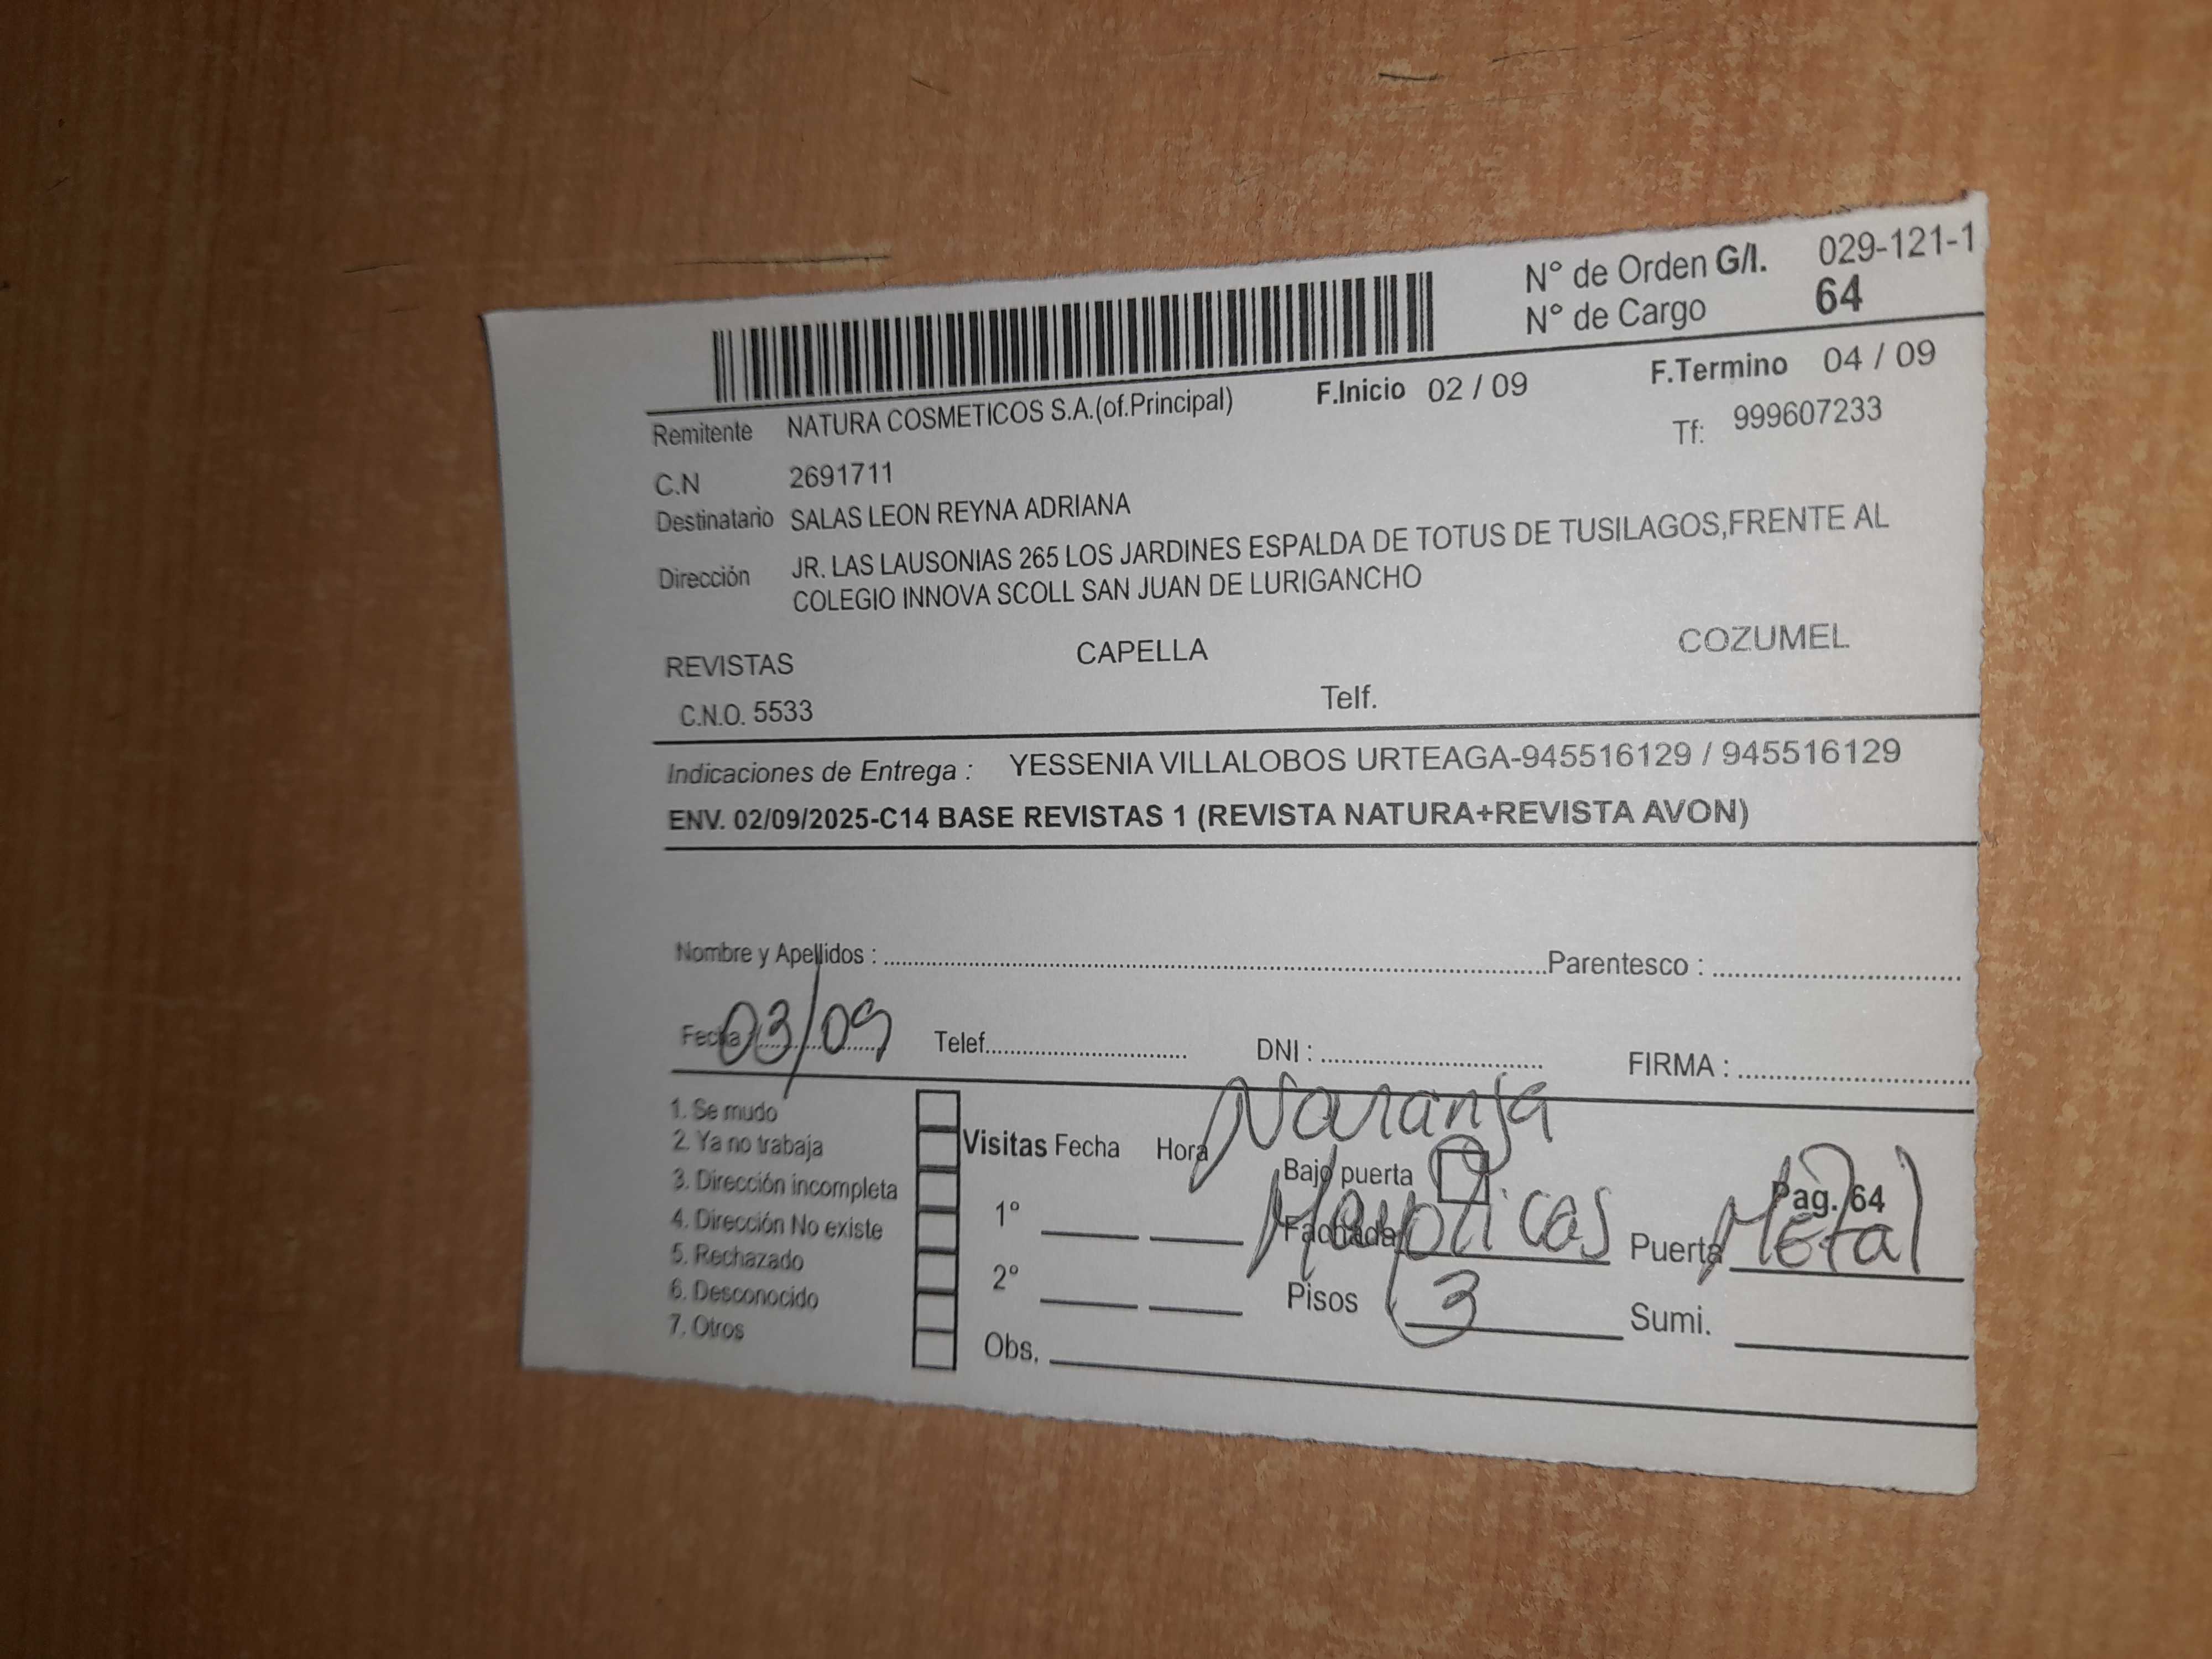 N° de Orden G/I. 029-121-1
N° de Cargo 64
F.Inicio 02 / 09 F.Termino 04 / 09
Remitente NATURA COSMETICOS S.A.(of.Principal) Tf: 999607233
C.N 2691711
Destinatario SALAS LEON REYNA ADRIANA
Dirección JR. LAS LAUSONIAS 265 LOS JARDINES ESPALDA DE TOTUS DE TUSILAGOS,FRENTE AL
COLEGIO INNOVA SCOLL SAN JUAN DE LURIGANCHO
REVISTAS CAPELLA COZUMEL
C.N.O. 5533 Telf.
Indicaciones de Entrega : YESSENIA VILLALOBOS URTEAGA-945516129 / 945516129
ENV. 02/09/2025-C14 BASE REVISTAS 1 (REVISTA NATURA+REVISTA AVON)
Nombre y Apellidos : Parentesco :
Fecha 03/09 Telef. DNI : FIRMA :
Naranja
1. Se mudo
2. Ya no trabaja
3. Dirección incompleta
4. Dirección No existe
5. Rechazado
6. Desconocido
7. Otros
Visitas Fecha Hora
1°
2°
Obs.
Bajo puerta Pag. 64
Fachada Mayolicas Puerta Metal
Pisos 3 Sumi.